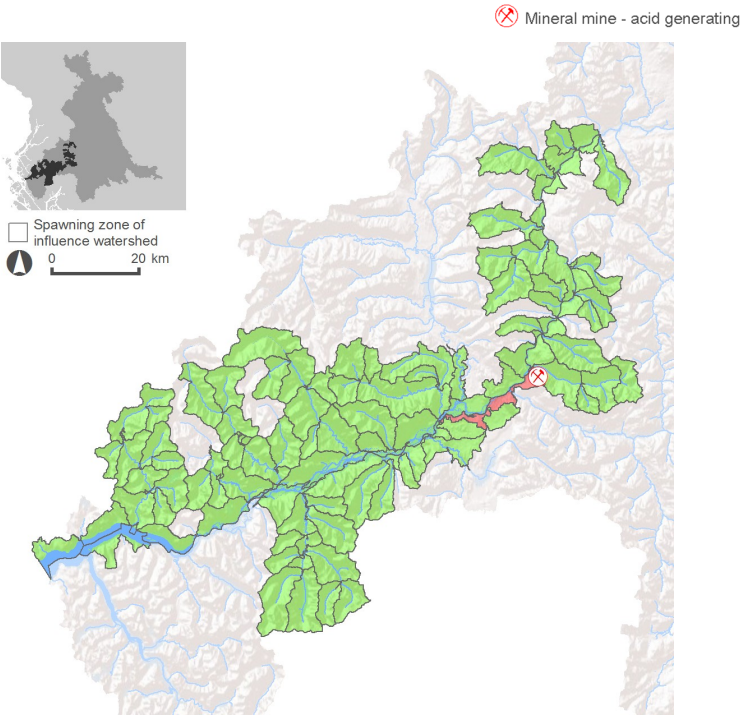 Mineral mine - acid generating
Spawning zone of
influence watershed
0 20 km